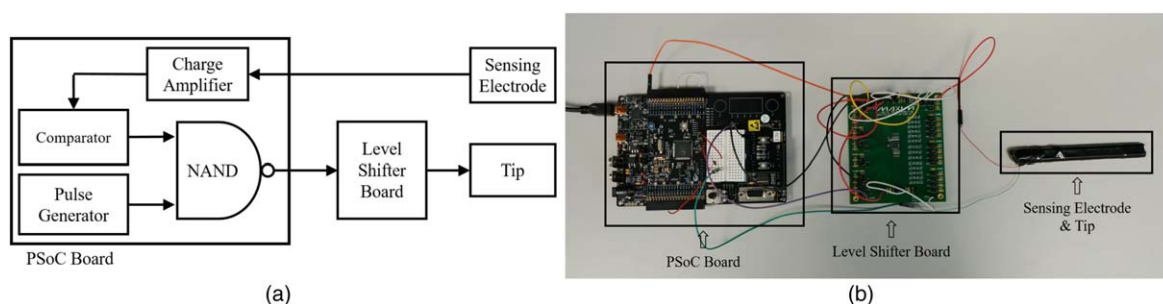 Charge
Amplifier
Sensing
Electrode
Comparator
NAND
Level
Shifter
Board
Tip
Pulse
Generator
PSoC Board
(a)
MAXIM
Sensing Electrode
& Tip
PSoC Board
Level Shifter Board
(b)